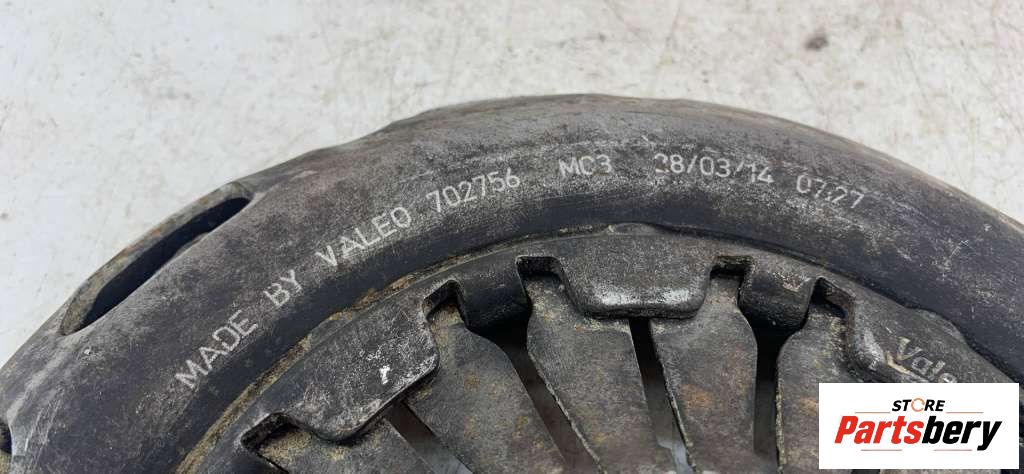 MADE BY VALEO 702756 MC3 28/03/14 07:27
Valeo
STORE
Partsbery